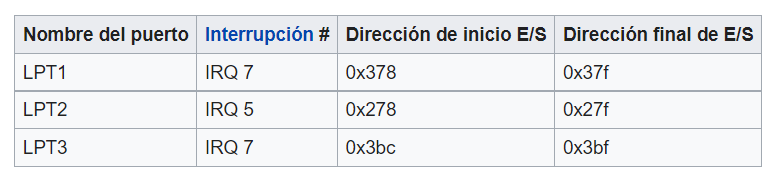 Nombre del puerto Interrupción # Dirección de inicio E/S Dirección final de E/S
LPT1 IRQ 7 0x378 0x37f
LPT2 IRQ 5 0x278 0x27f
LPT3 IRQ 7 0x3bc 0x3bf